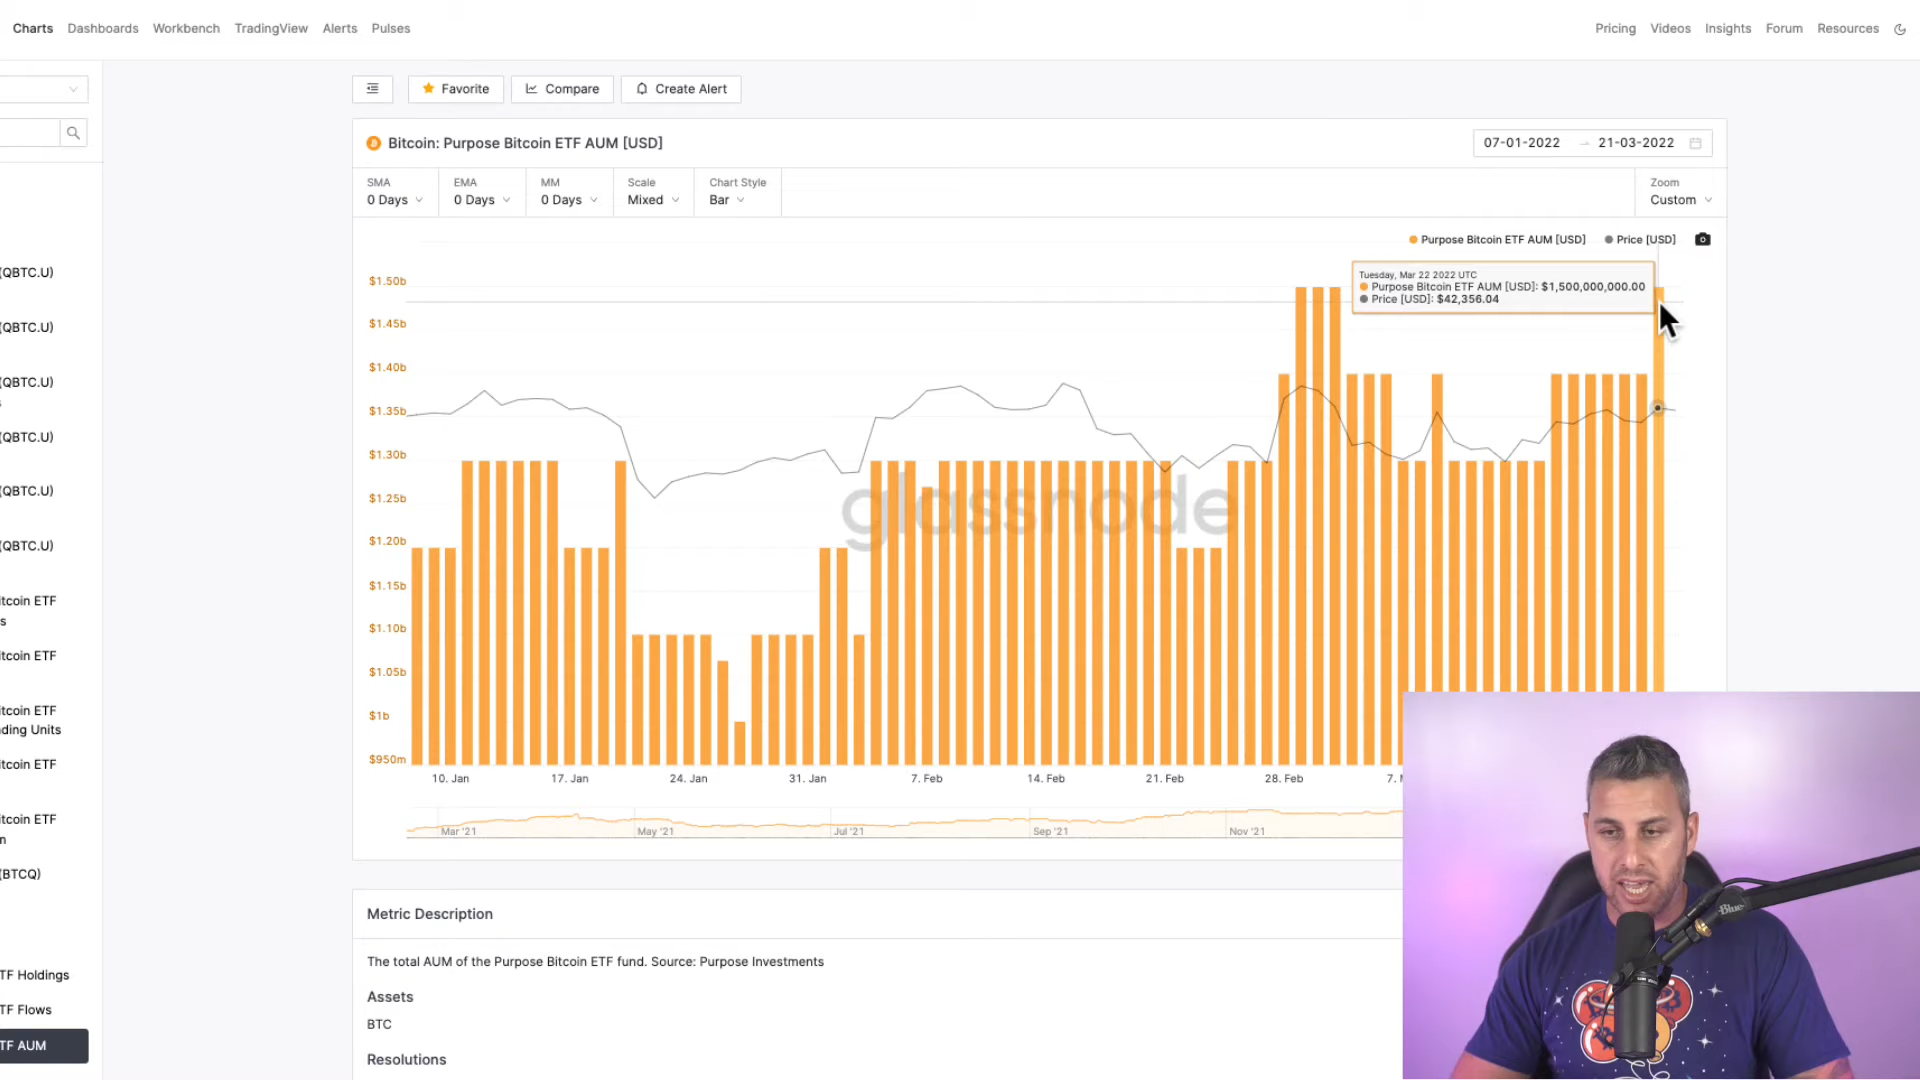 Charts Dashboards Workbench TradingView Alerts Pulses Pricing Videos Insights Forum Resources
Favorite Compare Create Alert
Bitcoin: Purpose Bitcoin ETF AUM [USD] 07-01-2022 → 21-03-2022
SMA EMA MM Scale Chart Style Zoom
0 Days 0 Days 0 Days Mixed Bar Custom
Purpose Bitcoin ETF AUM [USD] Price [USD]
Tuesday, Mar 22 2022 UTC
Purpose Bitcoin ETF AUM [USD]: $1,500,000,000.00
Price [USD]: $42,356.04
$1.50b
$1.45b
$1.40b
$1.35b
$1.30b
$1.25b
$1.20b
$1.15b
$1.10b
$1.05b
$1b
$950m
glassnode
10. Jan 17. Jan 24. Jan 31. Jan 7. Feb 14. Feb 21. Feb 28. Feb 7.
Mar '21 May '21 Jul '21 Sep '21 Nov '21
(QBTC.U)
(QBTC.U)
(QBTC.U)
s
(QBTC.U)
(QBTC.U)
(QBTC.U)
itcoin ETF
s
itcoin ETF
itcoin ETF
ding Units
itcoin ETF
itcoin ETF
n
(BTCQ)
TF Holdings
TF Flows
TF AUM
Metric Description
The total AUM of the Purpose Bitcoin ETF fund. Source: Purpose Investments
Assets
BTC
Resolutions
Blue